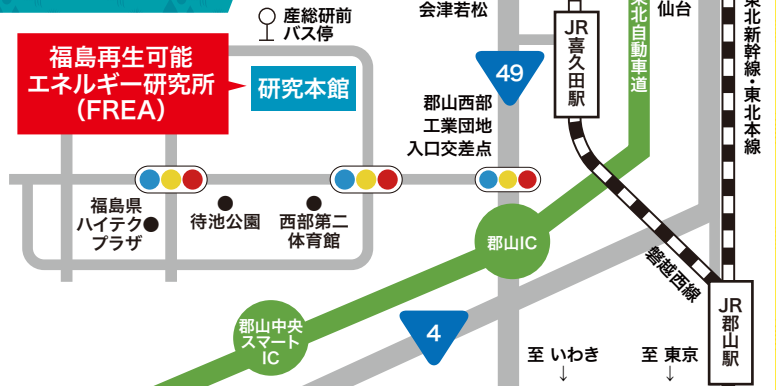 産総研前
バス停
会津若松
仙台
福島再生可能
エネルギー研究所
（FREA）
研究本館
49
JR
喜久田駅
東北自動車道
東北新幹線・東北本線
郡山西部
工業団地
入口交差点
福島県
ハイテク
プラザ
待池公園
西部第二
体育館
郡山IC
磐越西線
郡山中央
スマート
IC
4
JR
郡山駅
至 いわき
↓
至 東京
↓